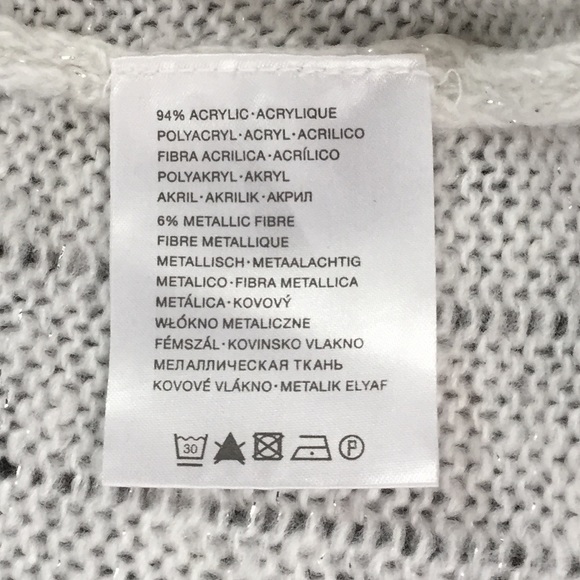 94% ACRYLIC·ACRYLIQUE
POLYACRYL·ACRYL·ACRILICO
FIBRA ACRILICA·ACRÍLICO
POLYAKRYL·AKRYL
AKRIL·AKRILIK·АКРИЛ
6% METALLIC FIBRE
FIBRE METALLIQUE
METALLISCH·METAALACHTIG
METALICO·FIBRA METALLICA
METÁLICA·KOVOVÝ
WŁÓKNO METALICZNE
FÉMSZÁL·KOVINSKO VLAKNO
МЕЛАЛЛИЧЕСКАЯ ТКАНЬ
KOVOVÉ VLÁKNO·METALIK ELYAF
30 P